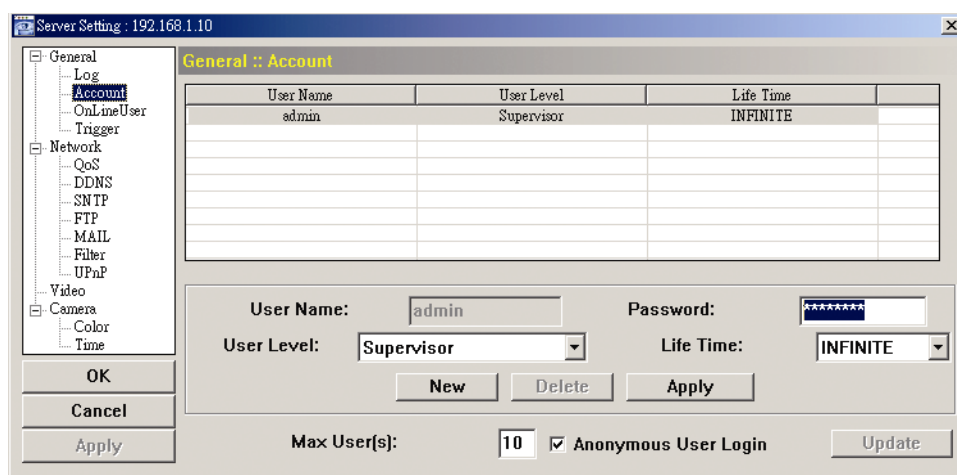 Server Setting : 192.168.1.10
General
Log
Account
OnLineUser
Trigger
Network
QoS
DDNS
SNTP
FTP
MAIL
Filter
UPnP
Video
Camera
Color
Time
OK
Cancel
Apply
General :: Account
User Name User Level Life Time
admin Supervisor INFINITE
User Name: admin Password: ********
User Level: Supervisor Life Time: INFINITE
New Delete Apply
Max User(s): 10 Anonymous User Login Update